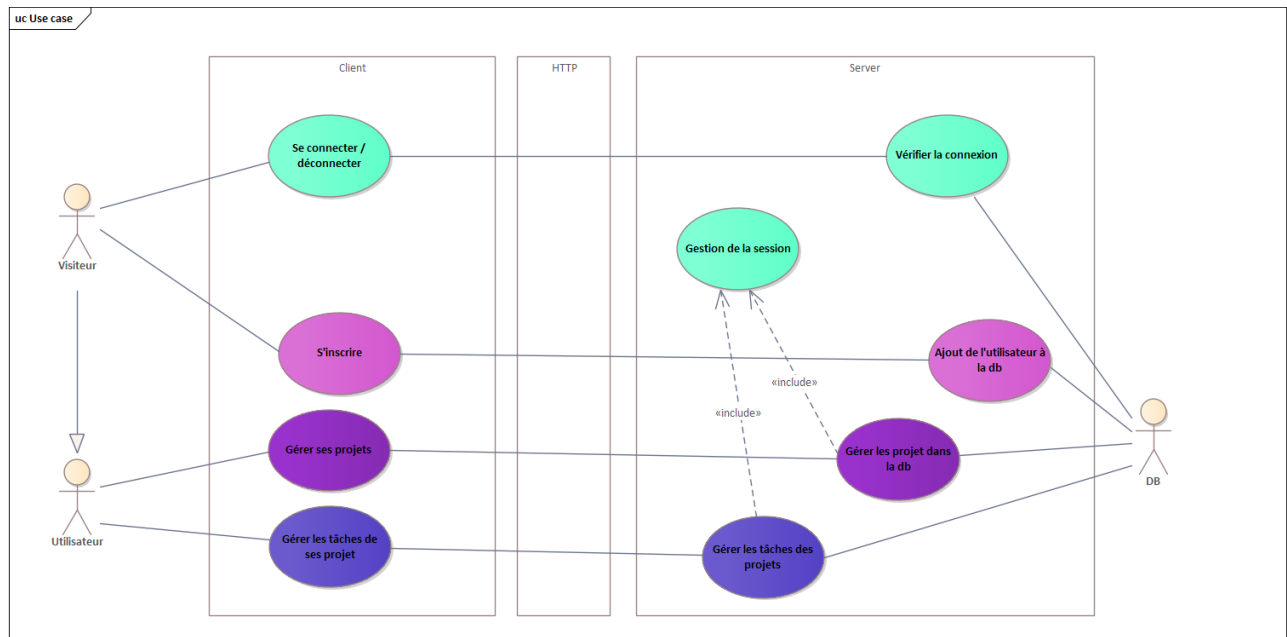 uc Use case
Client
HTTP
Server
Se connecter /
déconnecter
Vérifier la connexion
Visiteur
Gestion de la session
S'inscrire
Ajout de l'utilisateur à
la db
«include»
«include»
Gérer ses projets
Gérer les projet dans
la db
DB
Utilisateur
Gérer les tâches de
ses projet
Gérer les tâches des
projets